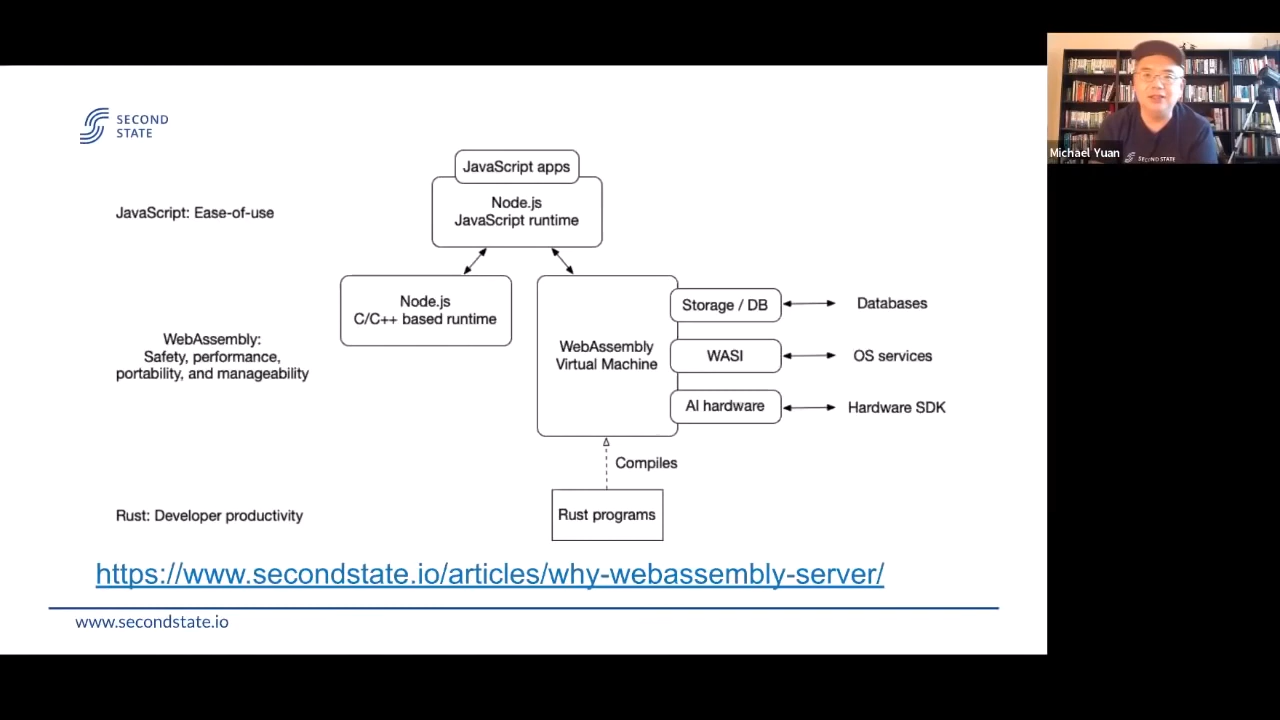 SECOND
STATE
JavaScript apps
Node.js
JavaScript runtime
JavaScript: Ease-of-use
Node.js
C/C++ based runtime
WebAssembly:
Safety, performance,
portability, and manageability
WebAssembly
Virtual Machine
Storage / DB
Databases
WASI
OS services
AI hardware
Hardware SDK
Compiles
Rust: Developer productivity
Rust programs
https://www.secondstate.io/articles/why-webassembly-server/
www.secondstate.io
Michael Yuan
SECOND STATE